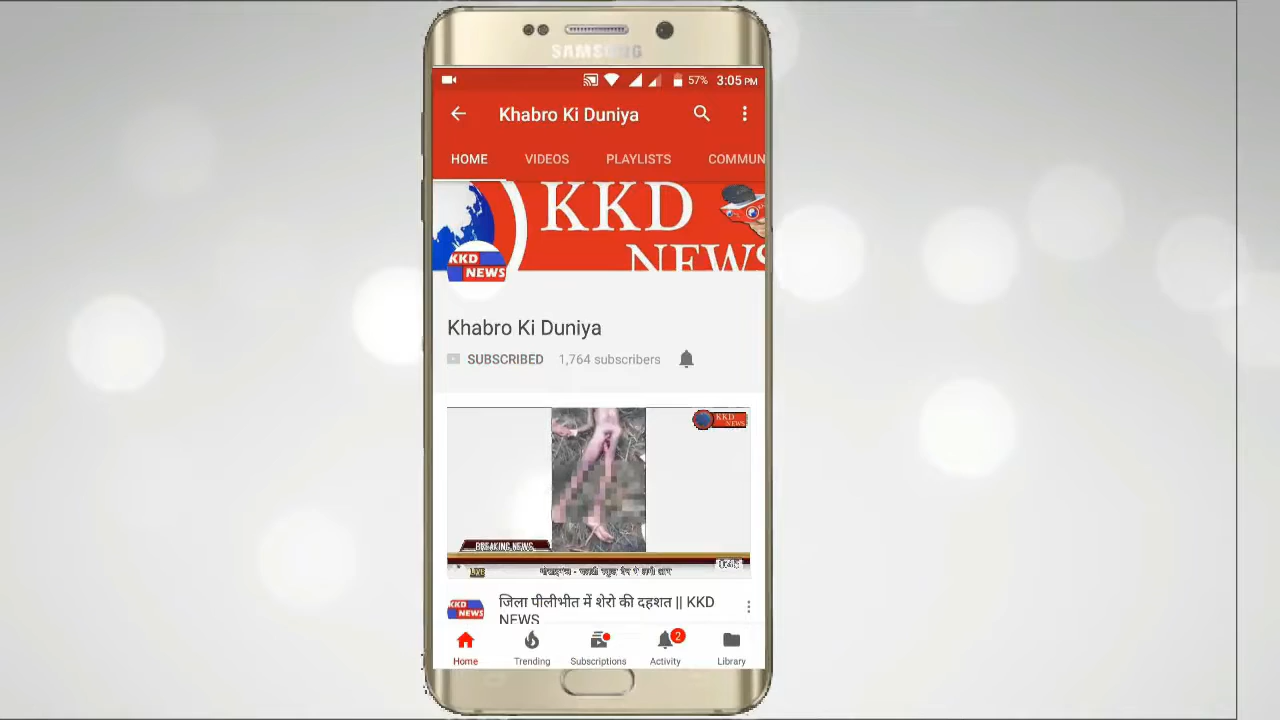 SAMSUNG
57% 3:05 PM
Khabro Ki Duniya
HOME VIDEOS PLAYLISTS COMMUN
KKD
NEWS
KKD
NEWS
Khabro Ki Duniya
SUBSCRIBED 1,764 subscribers
KKD
NEWS
BREAKING NEWS
LIVE
KKD
NEWS
जिला पीलीभीत में शेरो की दहशत || KKD
NEWS
2
Home Trending Subscriptions Activity Library